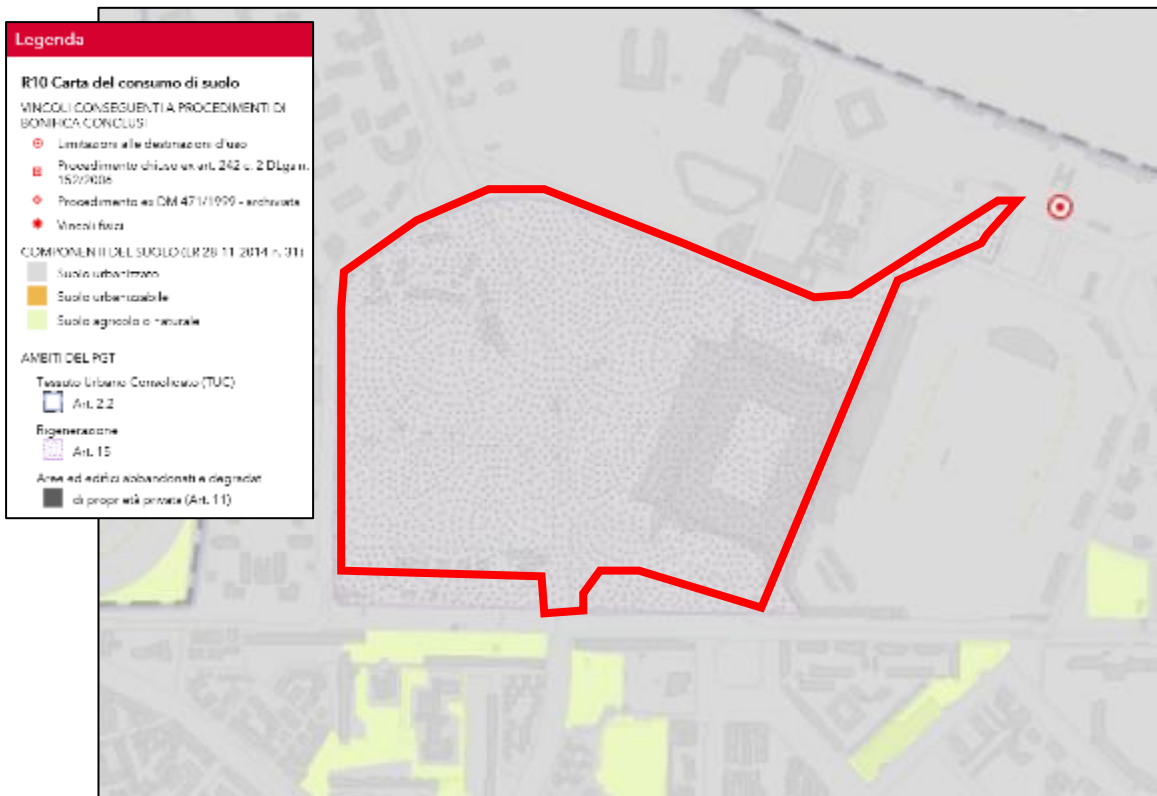 Legenda
R10 Carta del consumo di suolo
VINCOLI CONSEGUENTI A PROCEDIMENTI DI
BONIFICA CONCLUSI
Limitazioni alle destinazioni d'uso
Procedimento chiuso ex art. 242 c. 2 DLgs n.
152/2006
Procedimento ex DM 471/1999 - archiviata
Vincoli fisici
COMPONENTI DEL SUOLO (LR 28 11 2014 n. 31)
Suolo urbanizzato
Suolo urbanizzabile
Suolo agricolo o naturale
AMBITI DEL PGT
Tessuto Urbano Consolidato (TUC)
Art. 2.2
Rigenerazione
Art. 15
Aree ed edifici abbandonati e degradati
di proprietà privata (Art. 11)